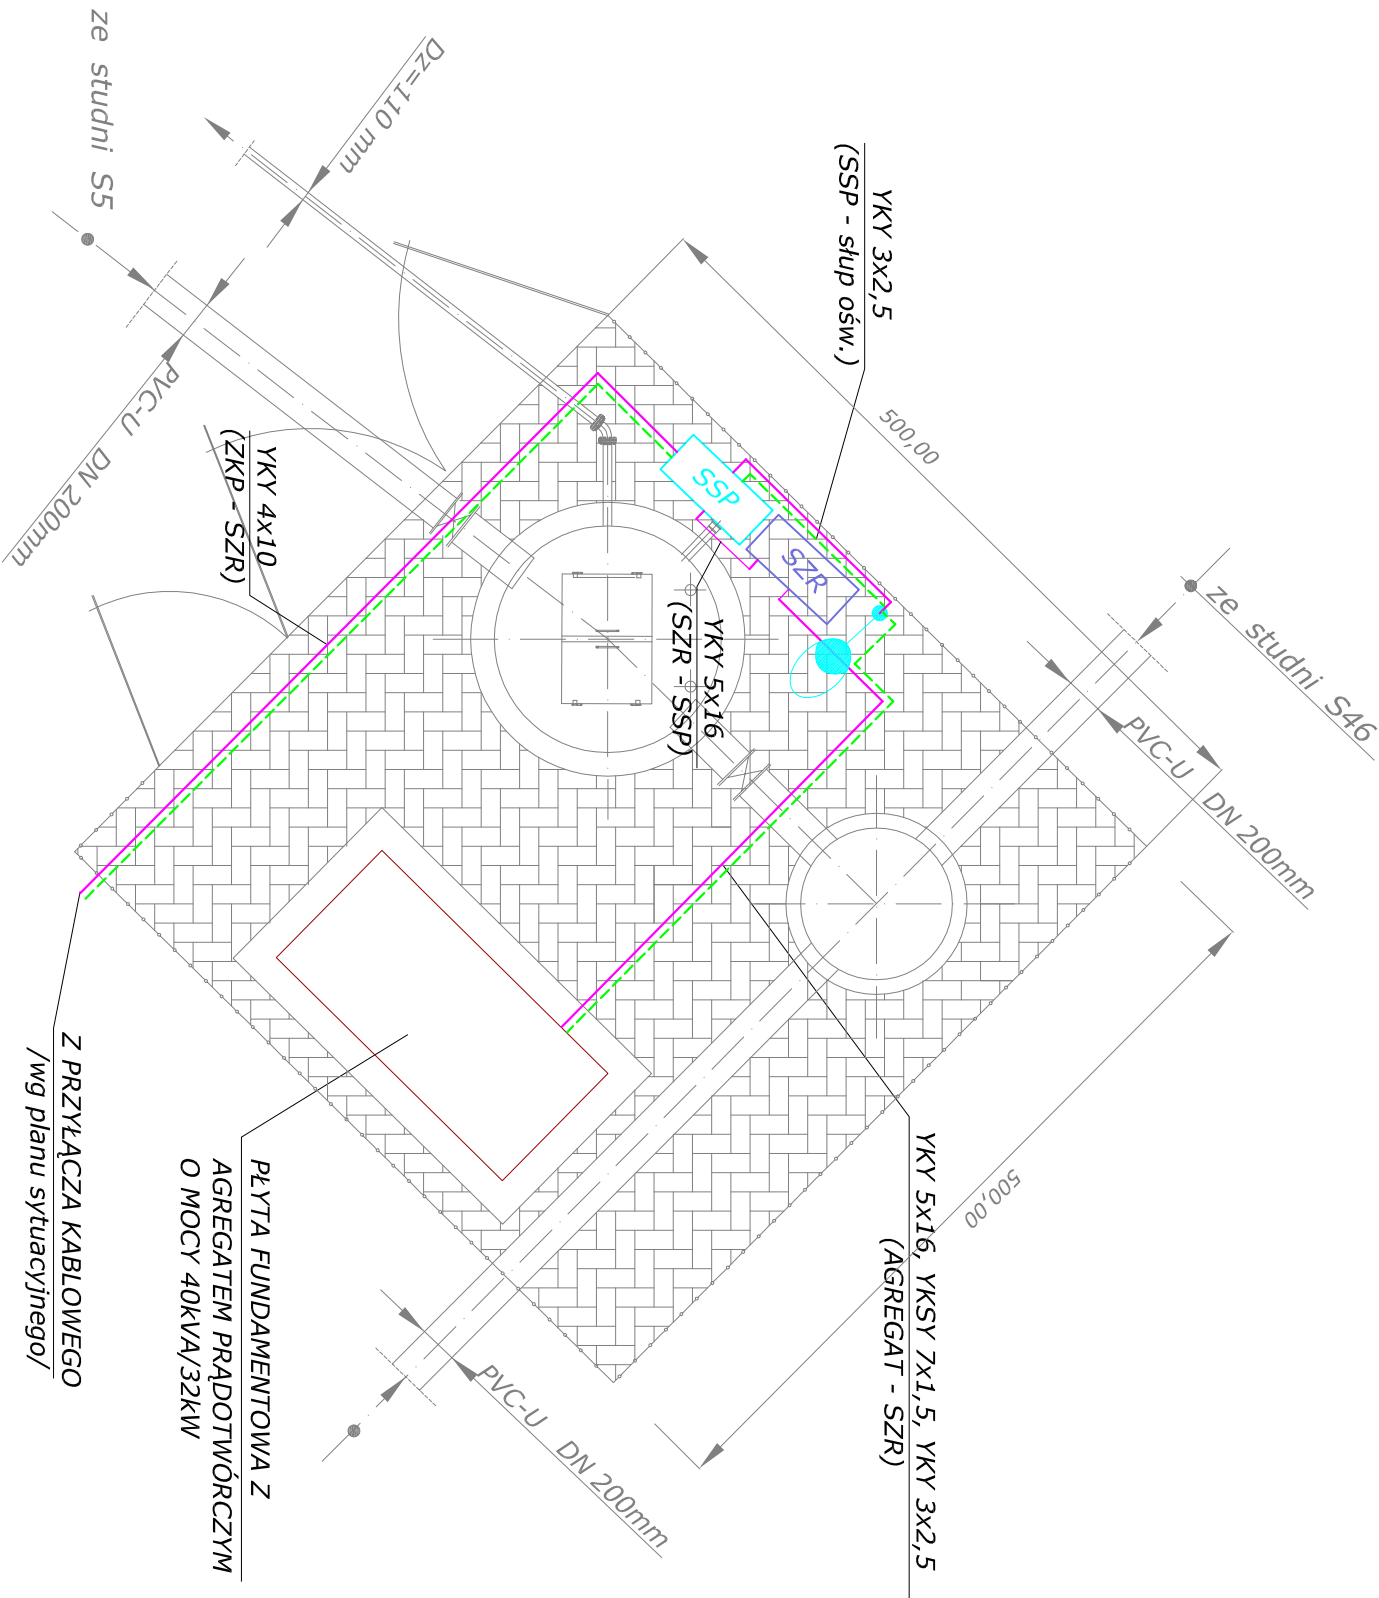 ze studni S5
Dz=110 mm
YKY 3x2,5
(SSP - słup ośw.)
500,00
PVC-U DN 200mm
YKY 4x10
(ZKP - SZR)
SSP
SZR
YKY 5x16
(SZR - SSP)
ze studni S46
PVC-U DN 200mm
500,00
YKY 5x16, YKSY 7x1,5, YKY 3x2,5
(AGREGAT - SZR)
Z PRZYŁĄCZA KABLOWEGO
/wg planu sytuacyjnego/
PŁYTA FUNDAMENTOWA Z
AGREGATEM PRĄDOTWÓRCZYM
O MOCY 40kVA/32kW
PVC-U DN 200mm